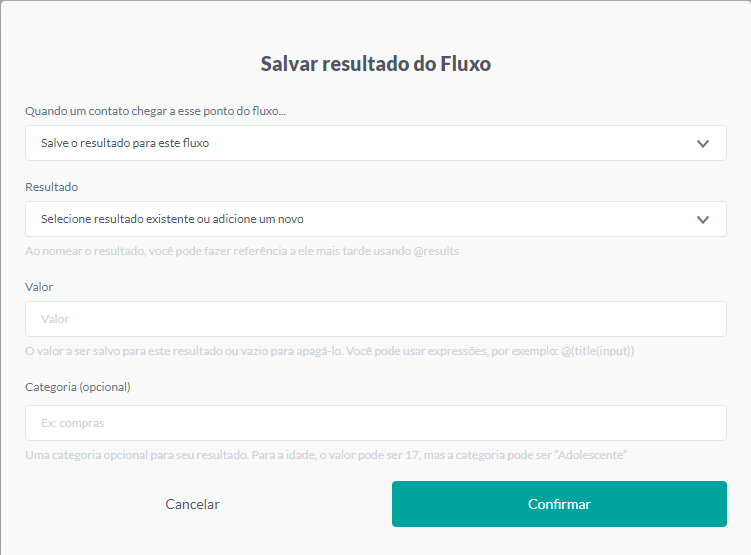 Salvar resultado do Fluxo
Quando um contato chegar a esse ponto do fluxo...
Salve o resultado para este fluxo
Resultado
Selecione resultado existente ou adicione um novo
Ao nomear o resultado, você pode fazer referência a ele mais tarde usando @results
Valor
Valor
O valor a ser salvo para este resultado ou vazio para apagá-lo. Você pode usar expressões, por exemplo: @(title(input))
Categoria (opcional)
Ex: compras
Uma categoria opcional para seu resultado. Para a idade, o valor pode ser 17, mas a categoria pode ser “Adolescente”
Cancelar
Confirmar